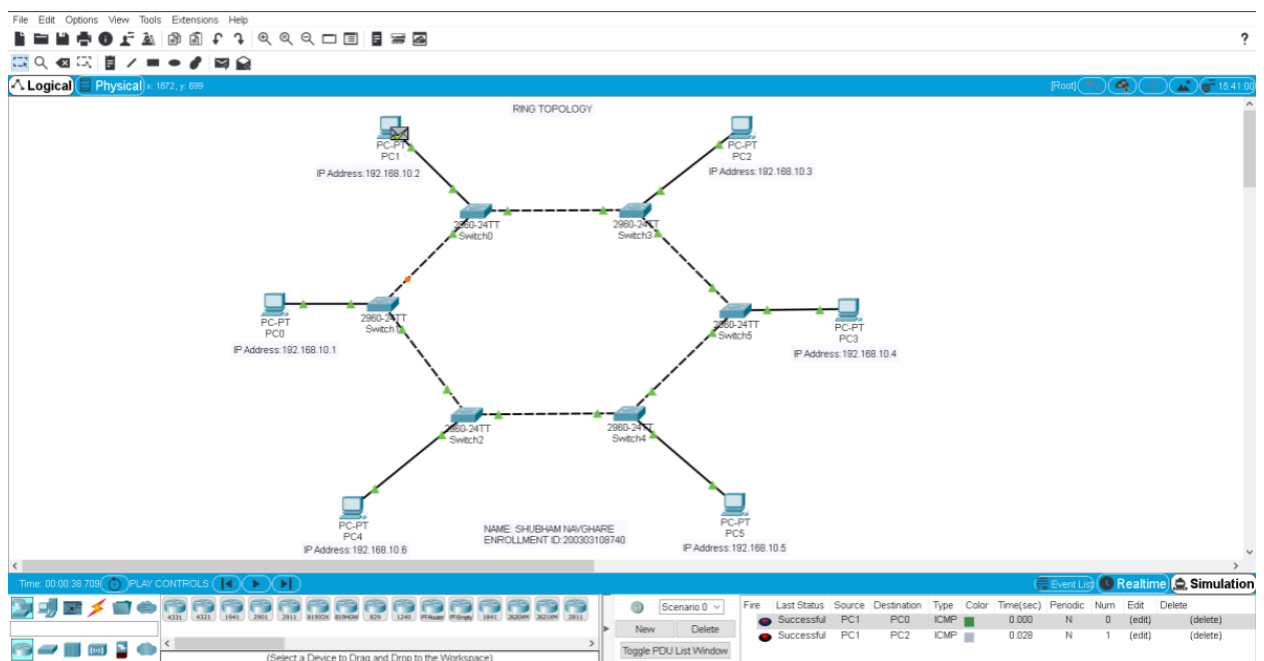 File Edit Options View Tools Extensions Help
?
Logical Physical x: 1872, y: 699 [Root] 15:41:00
RING TOPOLOGY
PC-PT
PC1
IP Address:192.168.10.2
PC-PT
PC2
IP Address:192.168.10.3
2960-24TT
Switch0
2960-24TT
Switch3
PC-PT
PC0
IP Address:192.168.10.1
2960-24TT
Switch1
2960-24TT
Switch5
PC-PT
PC3
IP Address:192.168.10.4
2960-24TT
Switch2
2960-24TT
Switch4
PC-PT
PC4
IP Address:192.168.10.6
NAME: SHUBHAM NAVGHARE
ENROLLMENT ID:200303108740
PC-PT
PC5
IP Address:192.168.10.5
Time: 00:00:38.709 PLAY CONTROLS: Event List Realtime Simulation
4331 4321 1941 2901 2911 819IOX 819HGW 829 1240 PT-Router PT-Empty 1841 2620XM 2621XM 2811
(Select a Device to Drag and Drop to the Workspace)
Scenario 0
New Delete
Toggle PDU List Window
Fire Last Status Source Destination Type Color Time(sec) Periodic Num Edit Delete
Successful PC1 PC0 ICMP 0.000 N 0 (edit) (delete)
Successful PC1 PC2 ICMP 0.028 N 1 (edit) (delete)